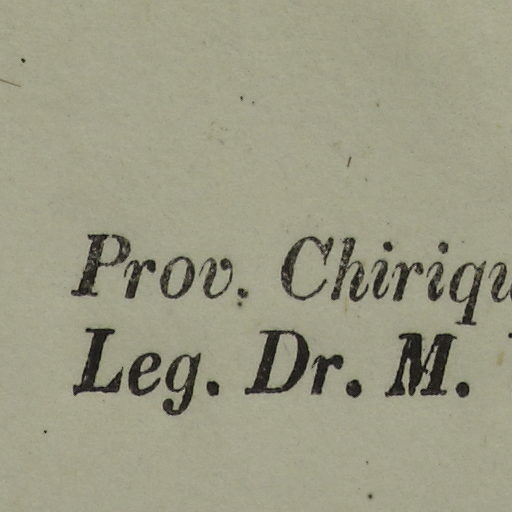 Prov. Chiriqu
Leg. Dr. M.